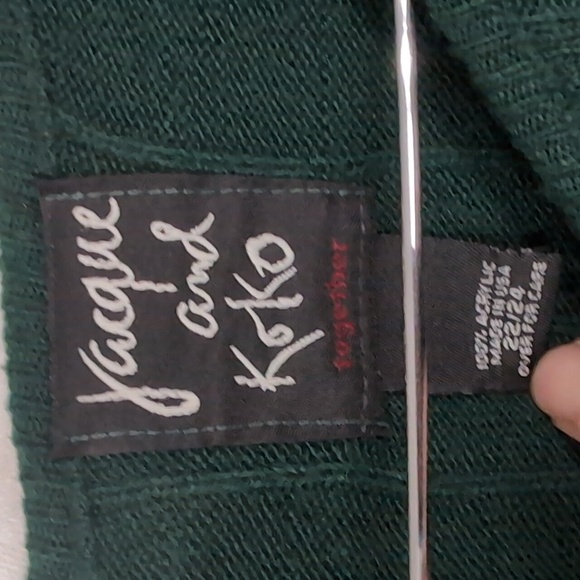 Jacque
and
Koko
together
100% ACRYLIC
MADE IN USA
22/24
OVER FOR CARE